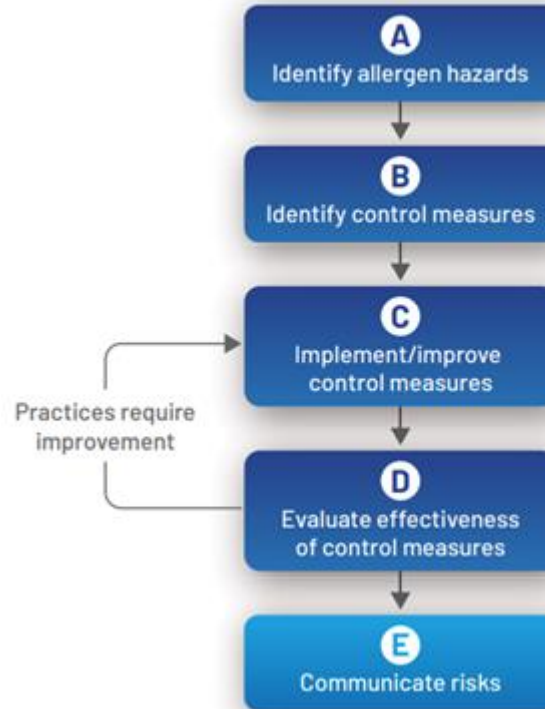 A
Identify allergen hazards
B
Identify control measures
C
Implement/improve
control measures
Practices require
improvement
D
Evaluate effectiveness
of control measures
E
Communicate risks